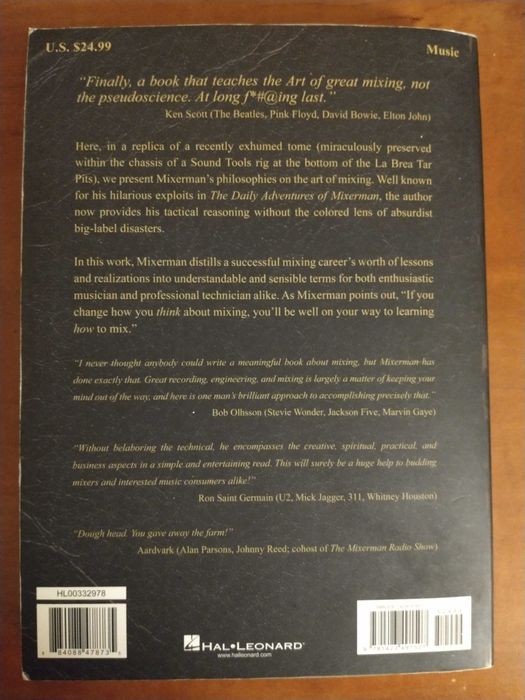 U.S. $24.99
Music
"Finally, a book that teaches the Art of great mixing, not
the pseudoscience. At long f*#@ing last."
Ken Scott (The Beatles, Pink Floyd, David Bowie, Elton John)
Here, in a replica of a recently exhumed tome (miraculously preserved
within the chassis of a Sound Tools rig at the bottom of the La Brea Tar
Pits), we present Mixerman's philosophies on the art of mixing. Well known
for his hilarious exploits in The Daily Adventures of Mixerman, the author
now provides his tactical reasoning without the colored lens of absurdist
big-label disasters.
In this work, Mixerman distills a successful mixing career's worth of lessons
and realizations into understandable and sensible terms for both enthusiastic
musician and professional technician alike. As Mixerman points out, "If you
change how you think about mixing, you'll be well on your way to learning
how to mix."
"I never thought anybody could write a meaningful book about mixing, but Mixerman has
done exactly that. Great recording, engineering, and mixing is largely a matter of keeping your
mind out of the way, and here is one man's brilliant approach to accomplishing precisely that."
Bob Olhsson (Stevie Wonder, Jackson Five, Marvin Gaye)
"Without belaboring the technical, he encompasses the creative, spiritual, practical, and
business aspects in a simple and entertaining read. This will surely be a huge help to budding
mixers and interested music consumers alike!"
Ron Saint Germain (U2, Mick Jagger, 311, Whitney Houston)
"Dough head. You gave away the farm!"
Aardvark (Alan Parsons, Johnny Reed; cohost of The Mixerman Radio Show)
HL00332978
8 84088 47873 8
HAL•LEONARD®
www.halleonard.com